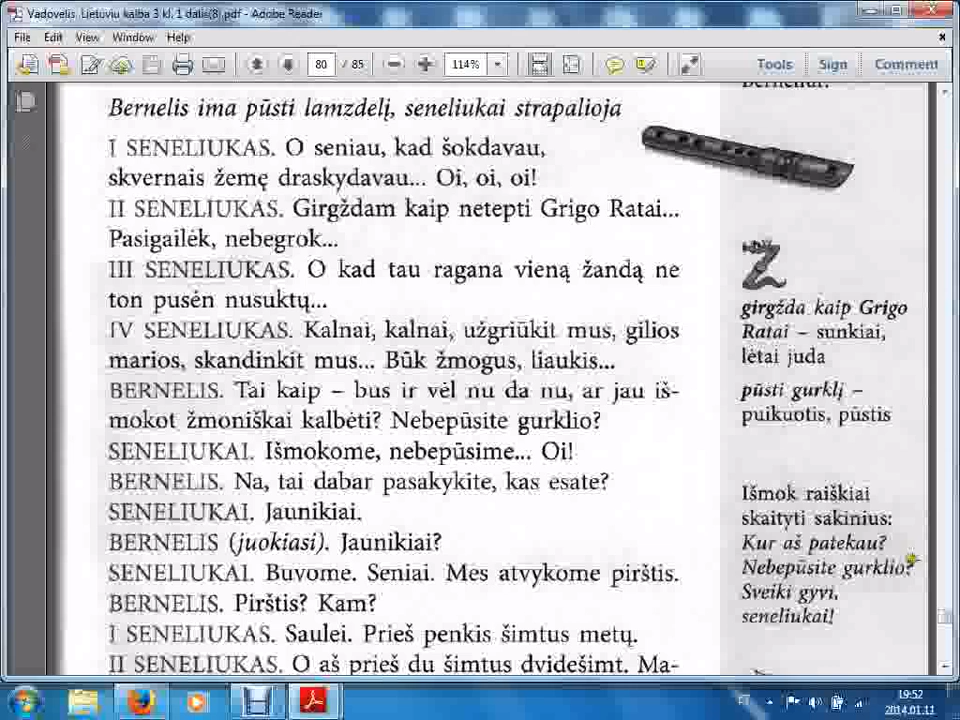 Vadovelis. Lietuviu kalba 3 kl. 1 dalis(8).pdf - Adobe Reader
File Edit View Window Help
80 / 85 114% Tools Sign Comment
Bernelis ima pūsti lamzdelį, seneliukai strapalioja
I SENELIUKAS. O seniau, kad šokdavau,
skvernais žemę draskydavau... Oi, oi, oi!
II SENELIUKAS. Girgždam kaip netepti Grigo Ratai...
Pasigailėk, nebegrok...
III SENELIUKAS. O kad tau ragana vieną žandą ne
ton pusėn nusuktų...
IV SENELIUKAS. Kalnai, kalnai, užgriūkit mus, gilios
marios, skandinkit mus... Būk žmogus, liaukis...
BERNELIS. Tai kaip – bus ir vėl nu da nu, ar jau iš-
mokot žmoniškai kalbėti? Nebepūsite gurklio?
SENELIUKAI. Išmokome, nebepūsime... Oi!
BERNELIS. Na, tai dabar pasakykite, kas esate?
SENELIUKAI. Jaunikiai.
BERNELIS (juokiasi). Jaunikiai?
SENELIUKAI. Buvome. Seniai. Mes atvykome pirštis.
BERNELIS. Pirštis? Kam?
I SENELIUKAS. Saulei. Prieš penkis šimtus metų.
II SENELIUKAS. O aš prieš du šimtus dvidešimt. Ma-
girgžda kaip Grigo
Ratai – sunkiai,
lėtai juda
pūsti gurklį –
puikuotis, pūstis
Išmok raiškiai
skaityti sakinius:
Kur aš patekau?
Nebepūsite gurklio?
Sveiki gyvi,
seneliukai!
19:52
2014.01.11